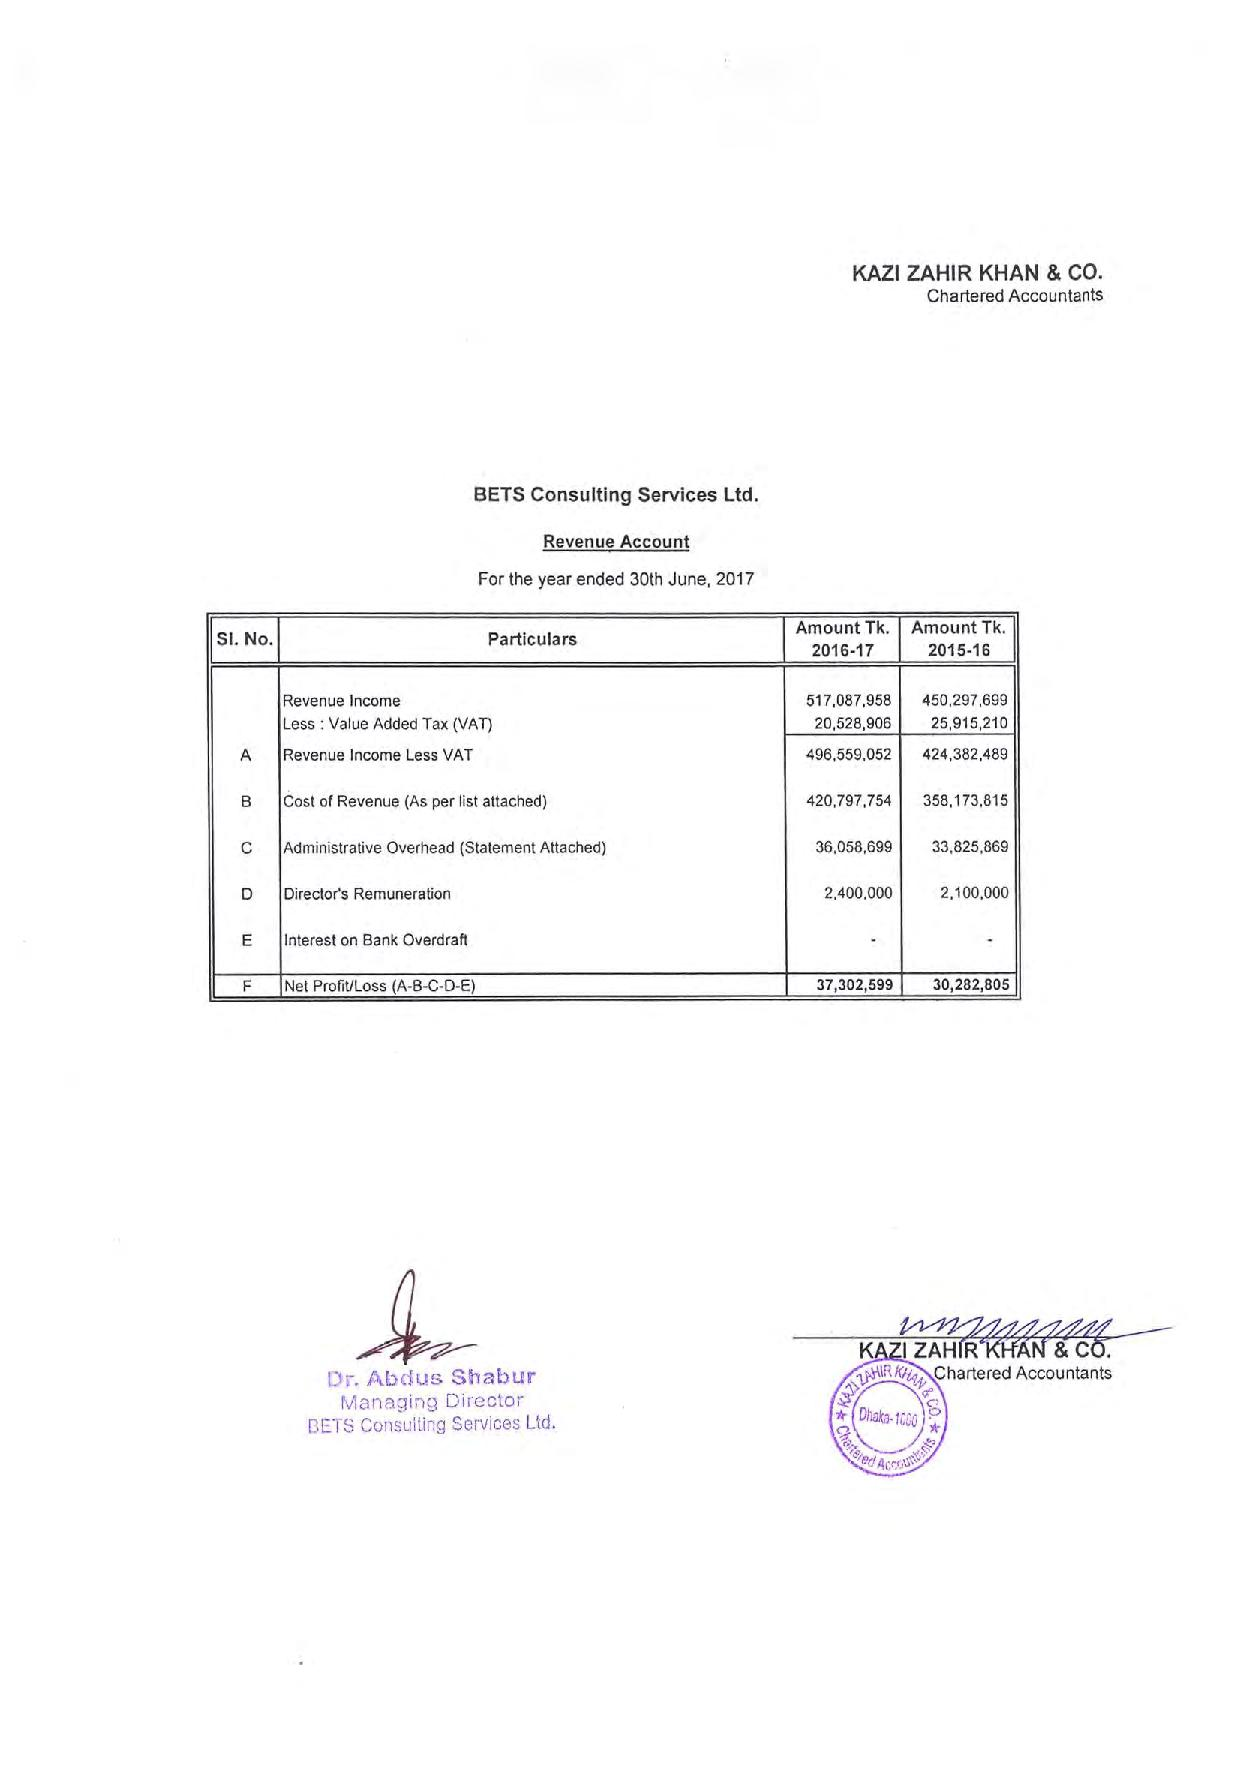 KAZI ZAHIR KHAN & CO.
Chartered Accountants
BETS Consulting Services Ltd.
Revenue Account
For the year ended 30th June, 2017
Sl. No. Particulars Amount Tk. 2016-17 Amount Tk. 2015-16
Revenue Income 517,087,958 450,297,699
Less : Value Added Tax (VAT) 20,528,906 25,915,210
A Revenue Income Less VAT 496,559,052 424,382,489
B Cost of Revenue (As per list attached) 420,797,754 358,173,815
C Administrative Overhead (Statement Attached) 36,058,699 33,825,869
D Director's Remuneration 2,400,000 2,100,000
E Interest on Bank Overdraft - -
F Net Profit/Loss (A-B-C-D-E) 37,302,599 30,282,805
Dr. Abdus Shabur
Managing Director
BETS Consulting Services Ltd.
KAZI ZAHIR KHAN & CO.
Chartered Accountants
KAZI ZAHIR KHAN & CO.
Dhaka-1000
Chartered Accountants